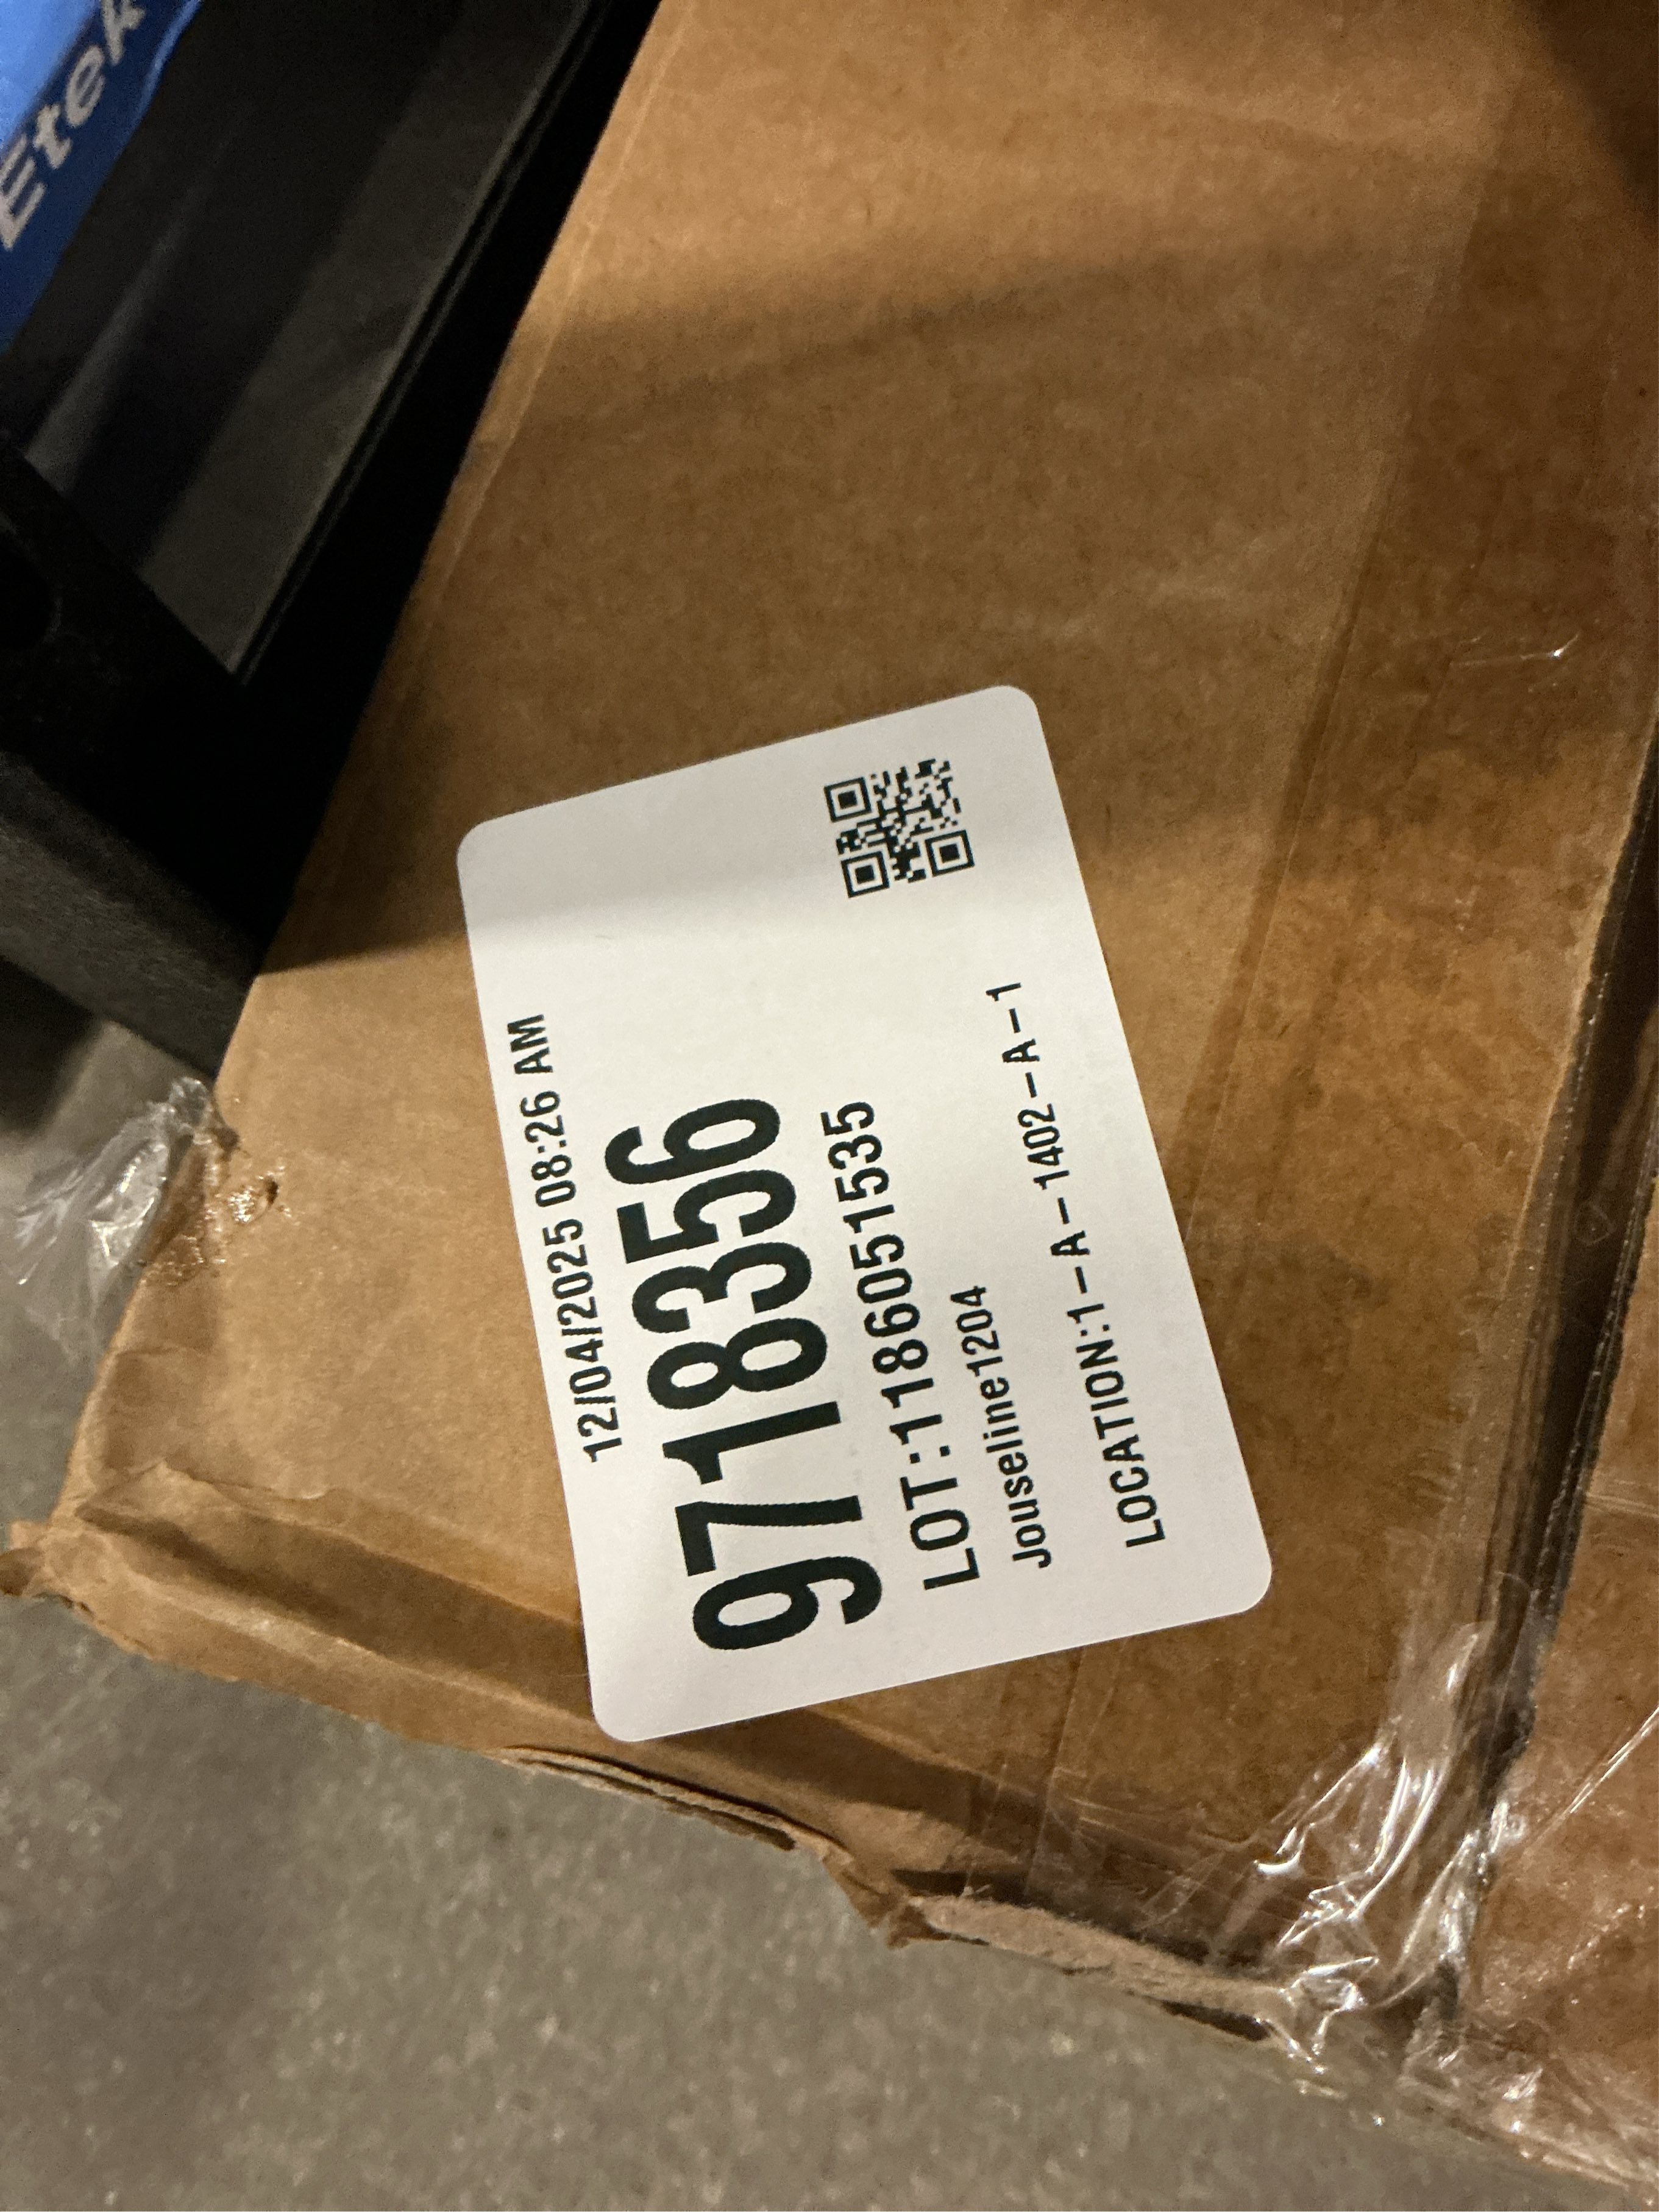 Etek
12/04/2025 08:26 AM
9718356
LOT:1186051535
Jouseline1204
LOCATION:1-A-1402-A-1